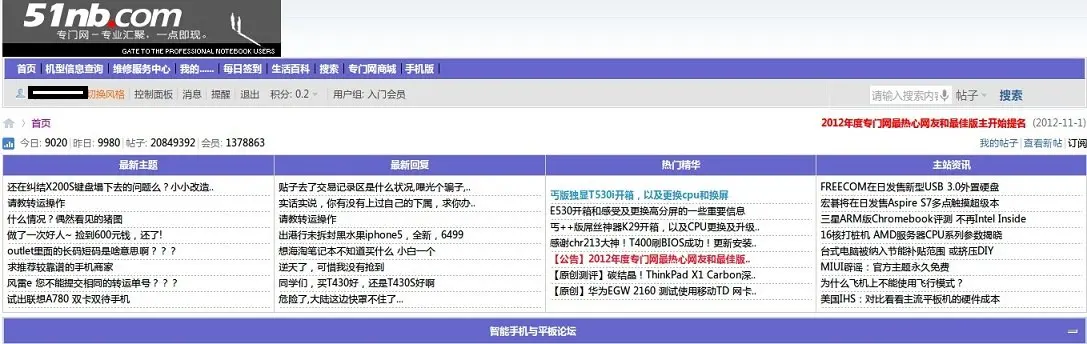 51nb.com
专门网－专业汇聚、一点即现。
GATE TO THE PROFESSIONAL NOTEBOOK USERS
首页 机型信息查询 维修服务中心 我的...... 每日签到 生活百科 搜索 专门网商城 手机版
切换风格 控制面板 消息 提醒 退出 积分: 0.2 用户组: 入门会员 请输入搜索内容 帖子 搜索
首页 2012年度专门网最热心网友和最佳版主开始提名 (2012-11-1)
今日: 9020 昨日: 9980 帖子: 20849392 会员: 1378863 我的帖子 查看新帖 订阅
最新主题 最新回复 热门精华 主站资讯
还在纠结X200S键盘塌下去的问题么？小小改造..
请教转运操作
什么情况？偶然看见的猪图
做了一次好人~ 捡到600元钱，还了!
outlet里面的长码短码是啥意思啊？？？
求推荐较靠谱的手机商家
风雷e 您不能提交相同的转运单号？？？
试出联想A780 双卡双待手机
贴子去了交易记录区是什么状况,曝光个骗子,..
实话实说，你有没有上过自己的下属，求你办..
请教转运操作
出港行未拆封黑水果iphone5，全新，6499
想海淘笔记本不知道买什么 小白一个
逆天了，可惜我没有抢到
同学们，买T430好，还是T430S好啊
危险了,大陆这边快罩不住了...
丐版独显T530i开箱，以及更换cpu和换屏
E530开箱和感受及更换高分屏的一些重要信息
丐++版屌丝神器K29开箱，以及CPU更换及升级..
感谢chr213大神！T400刷BIOS成功！更新安装..
【公告】2012年度专门网最热心网友和最佳版..
【原创测评】碳结晶！ThinkPad X1 Carbon深..
【原创】华为EGW 2160 测试使用移动TD 网卡..
FREECOM在日发售新型USB 3.0外置硬盘
宏碁将在日发售Aspire S7多点触摸超级本
三星ARM版Chromebook评测 不再Intel Inside
16核打桩机 AMD服务器CPU系列参数揭晓
台式电脑被纳入节能补贴范围 或挤压DIY
MIUI辟谣：官方主题永久免费
为什么飞机上不能使用飞行模式？
美国IHS：对比看看主流平板机的硬件成本
智能手机与平板论坛